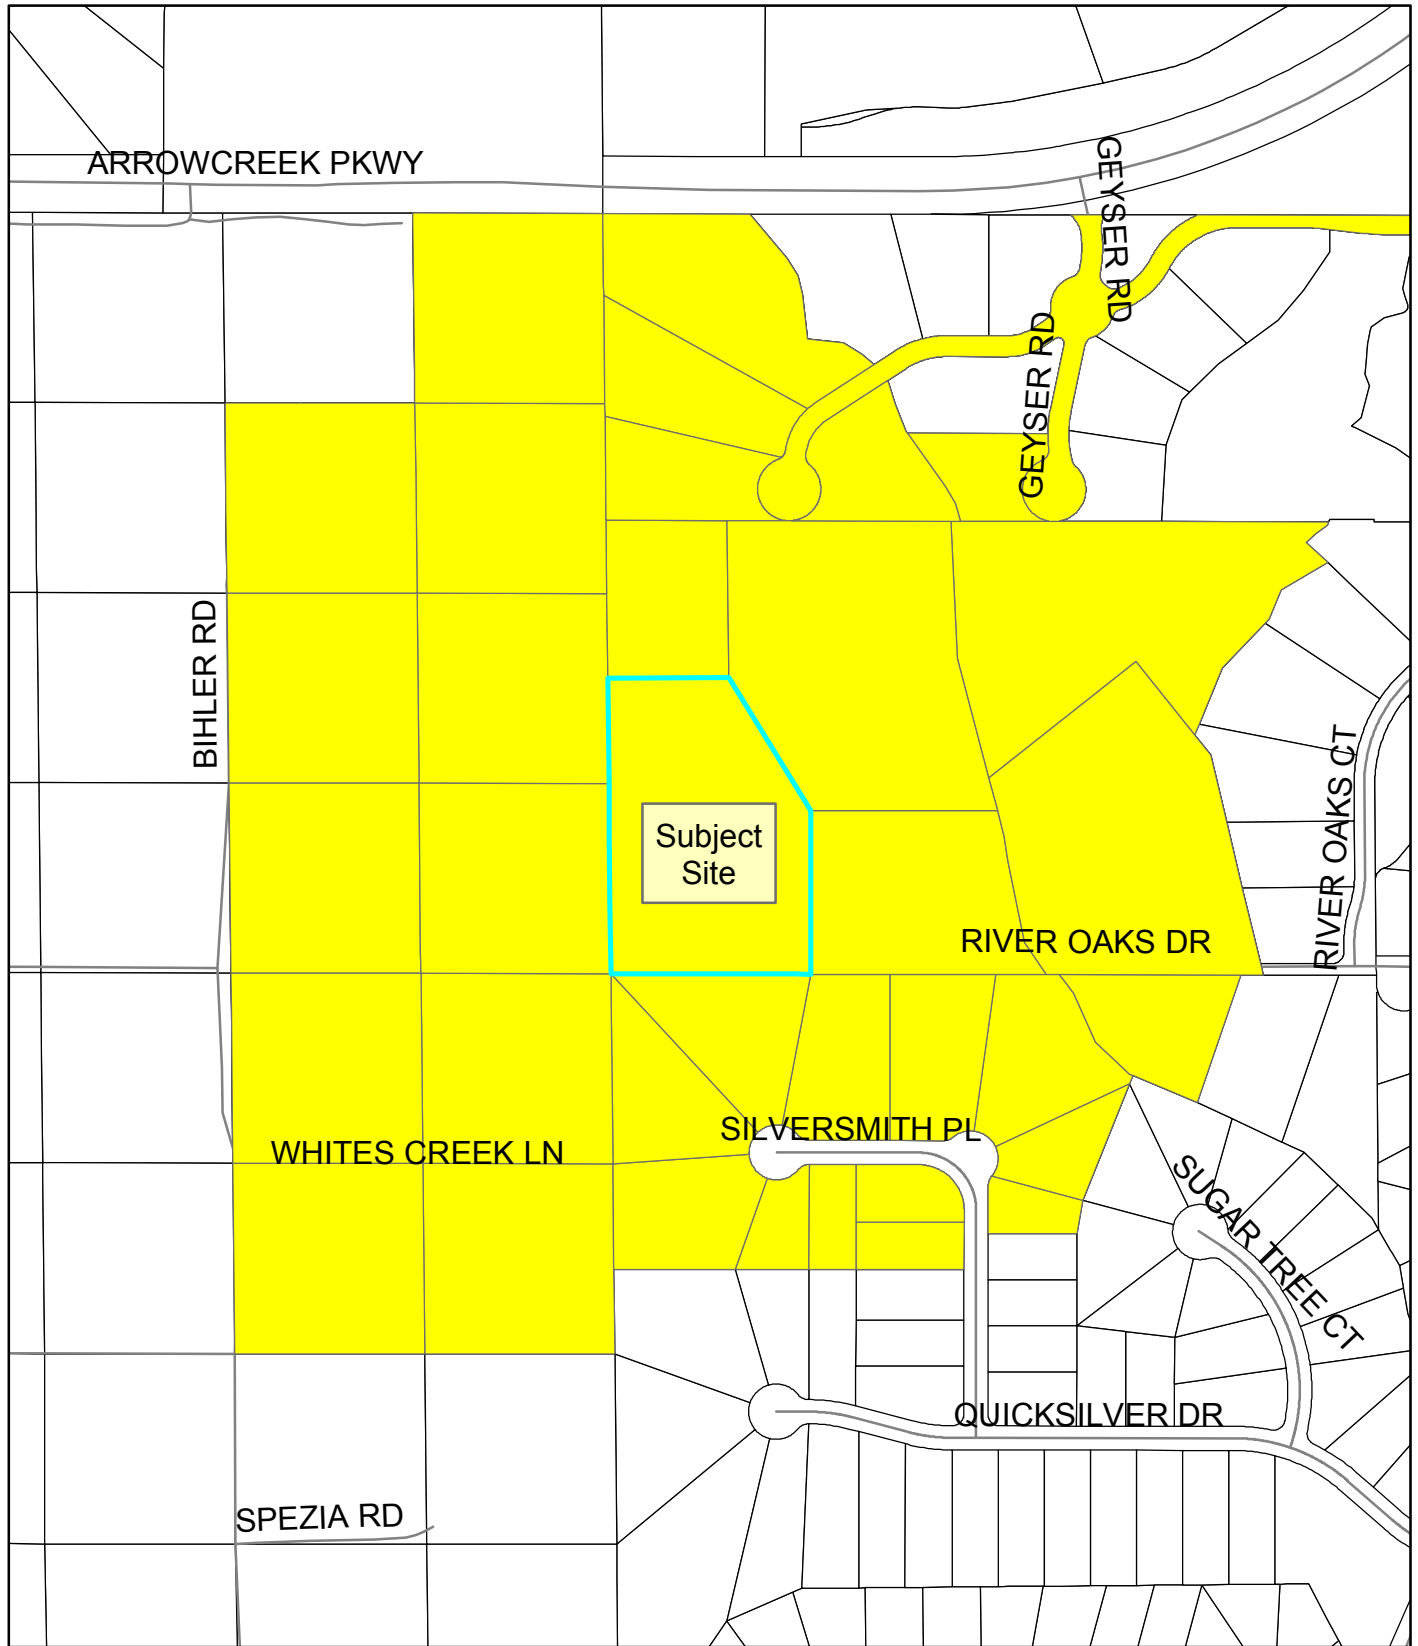 ARROWCREEK PKWY
GEYSER RD
GEYSER RD
BIHLER RD
Subject
Site
RIVER OAKS CT
RIVER OAKS DR
SILVERSMITH PL
WHITES CREEK LN
SUGAR TREE CT
QUICKSILVER DR
SPEZIA RD